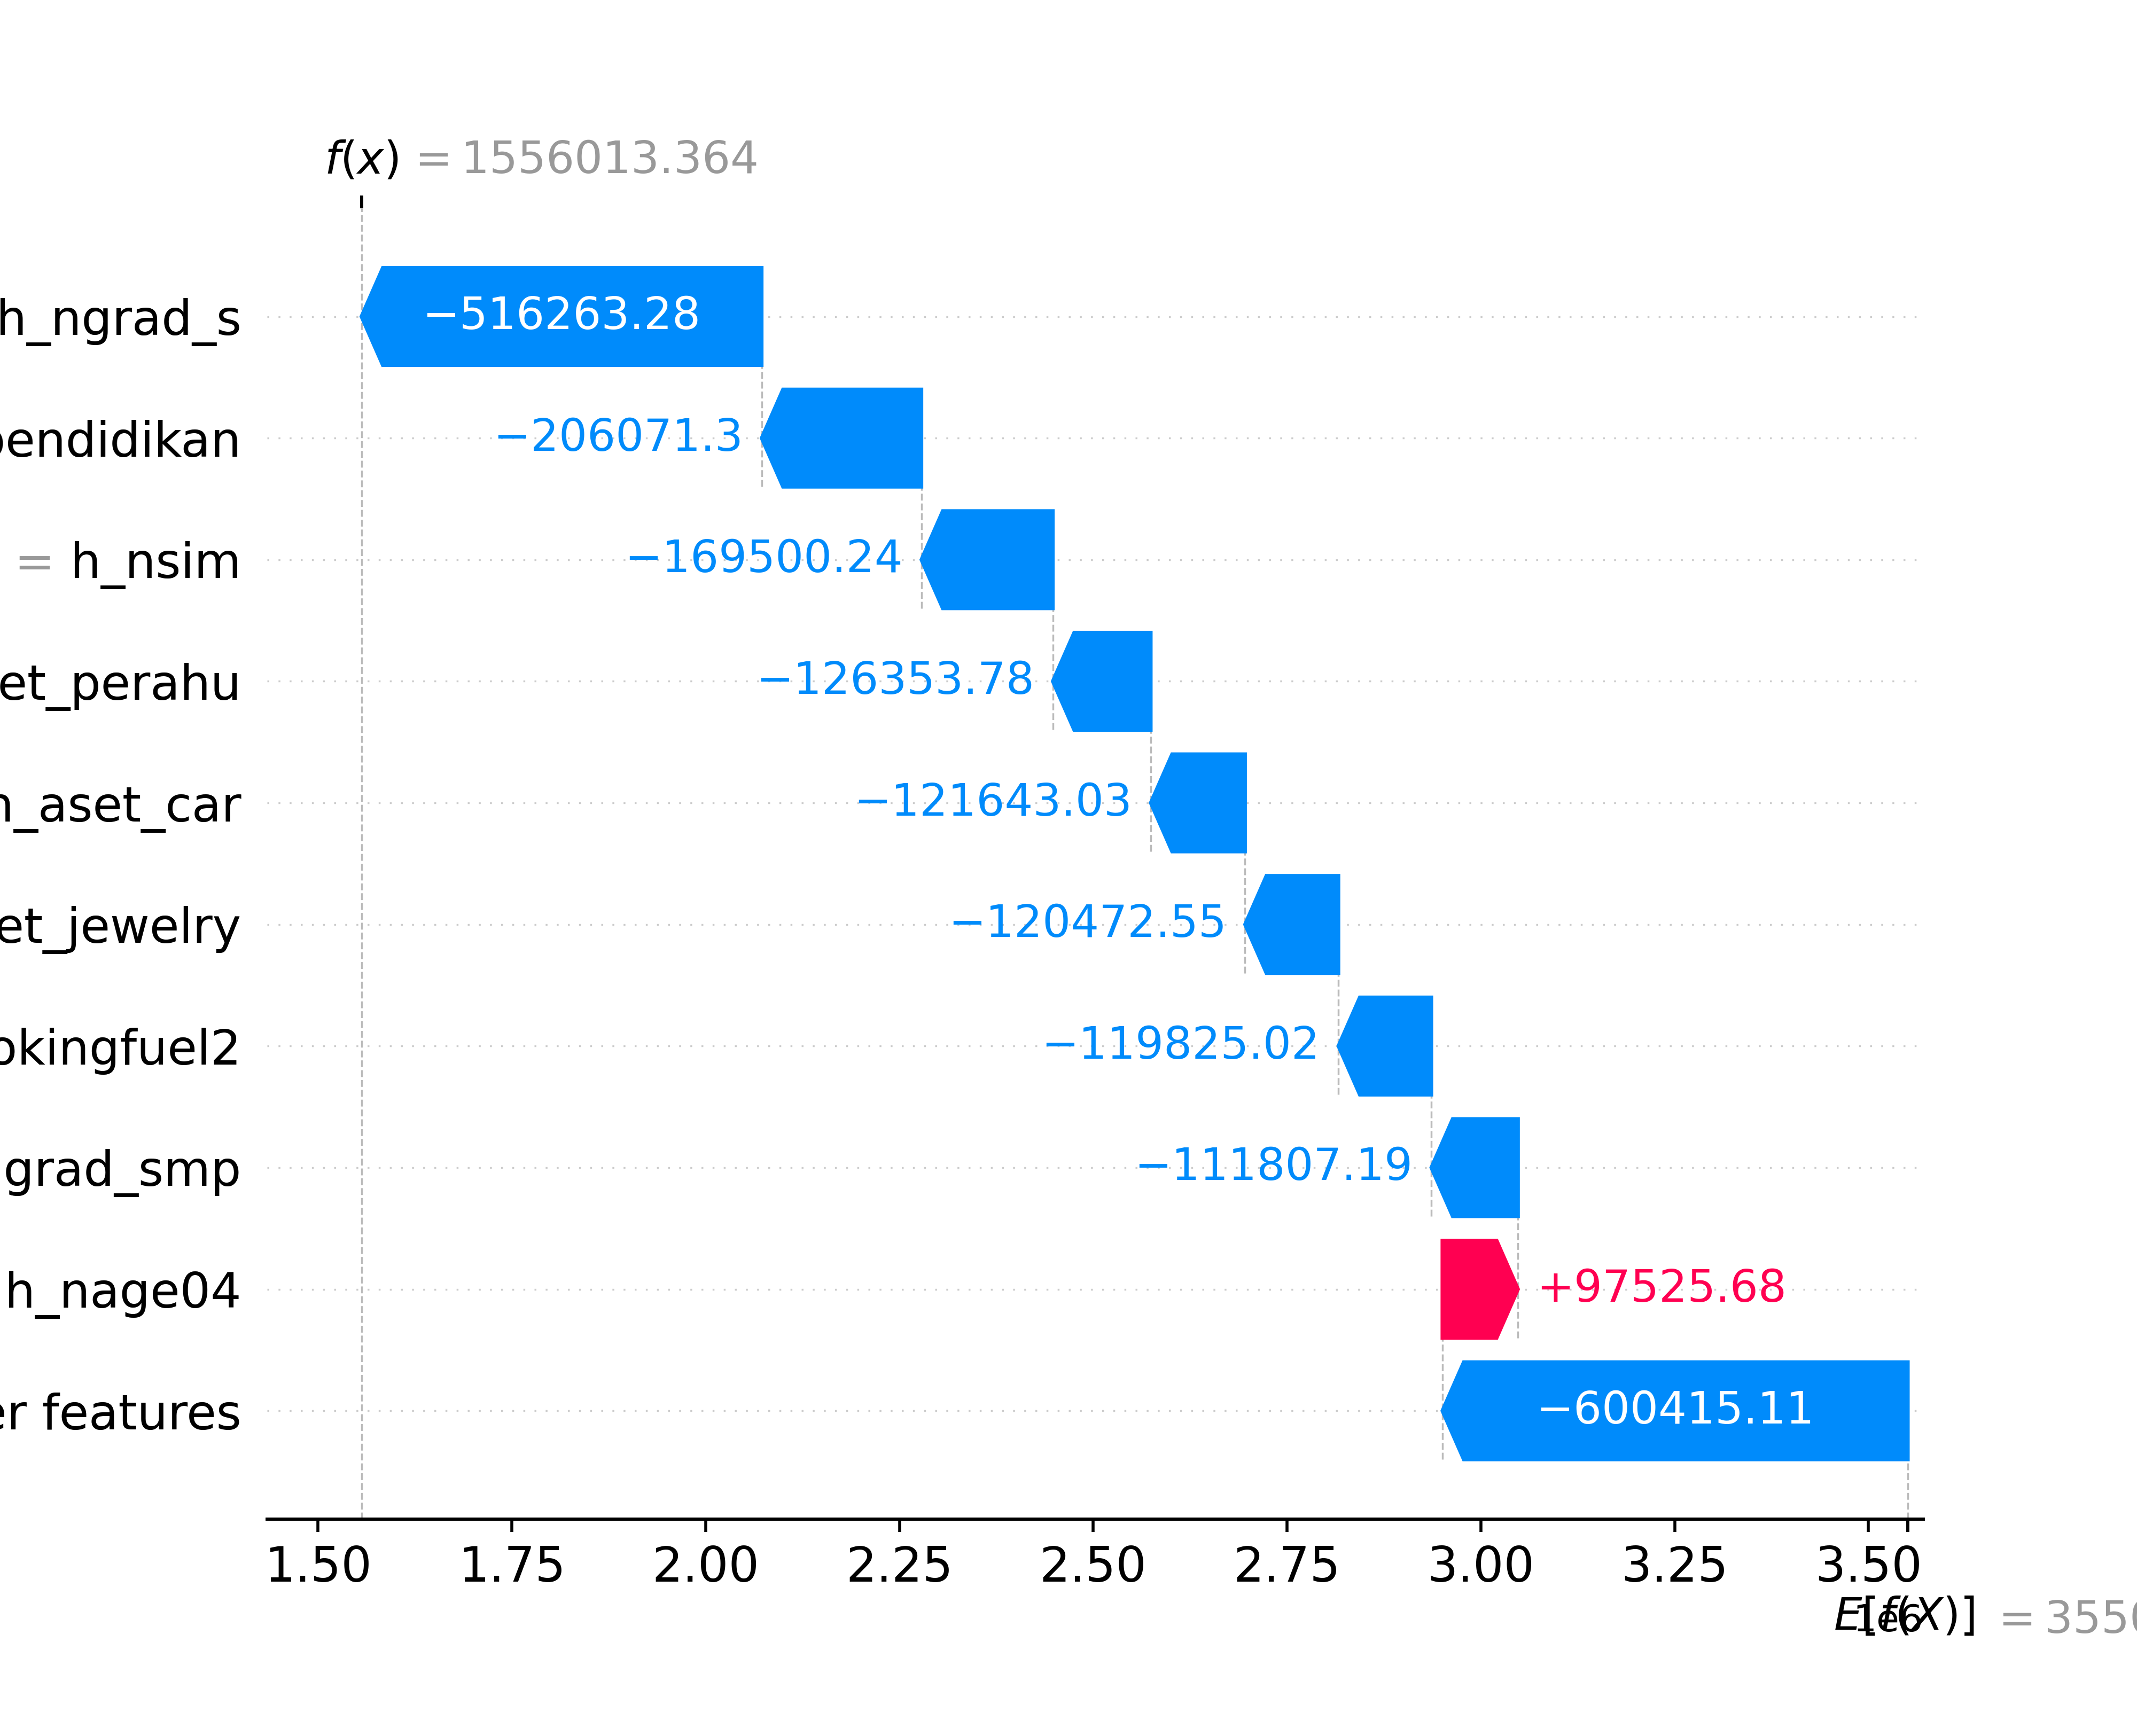 f(x) = 1556013.364
h_ngrad_s −516263.28
pendidikan −206071.3
= h_nsim −169500.24
et_perahu −126353.78
h_aset_car −121643.03
et_jewelry −120472.55
okingfuel2 −119825.02
grad_smp −111807.19
h_nage04 +97525.68
er features −600415.11
1.50 1.75 2.00 2.25 2.50 2.75 3.00 3.25 3.50
E[f(X)] = 3550
1e6